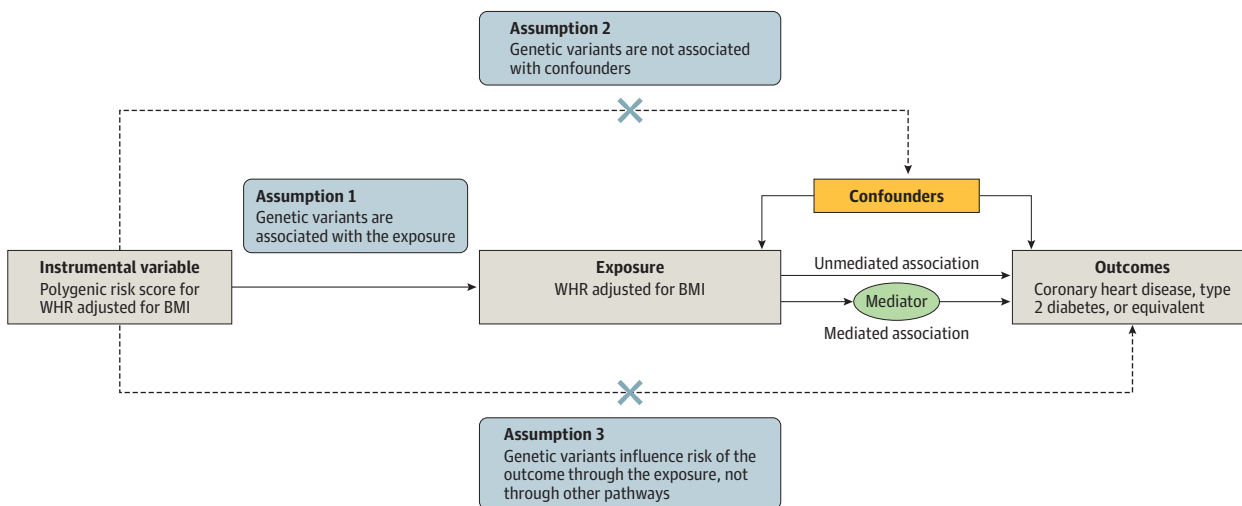 Assumption 2
Genetic variants are not associated
with confounders
Assumption 1
Genetic variants are
associated with the exposure
Confounders
Instrumental variable
Polygenic risk score for
WHR adjusted for BMI
Exposure
WHR adjusted for BMI
Unmediated association
Mediator
Mediated association
Outcomes
Coronary heart disease, type
2 diabetes, or equivalent
Assumption 3
Genetic variants influence risk of the
outcome through the exposure, not
through other pathways